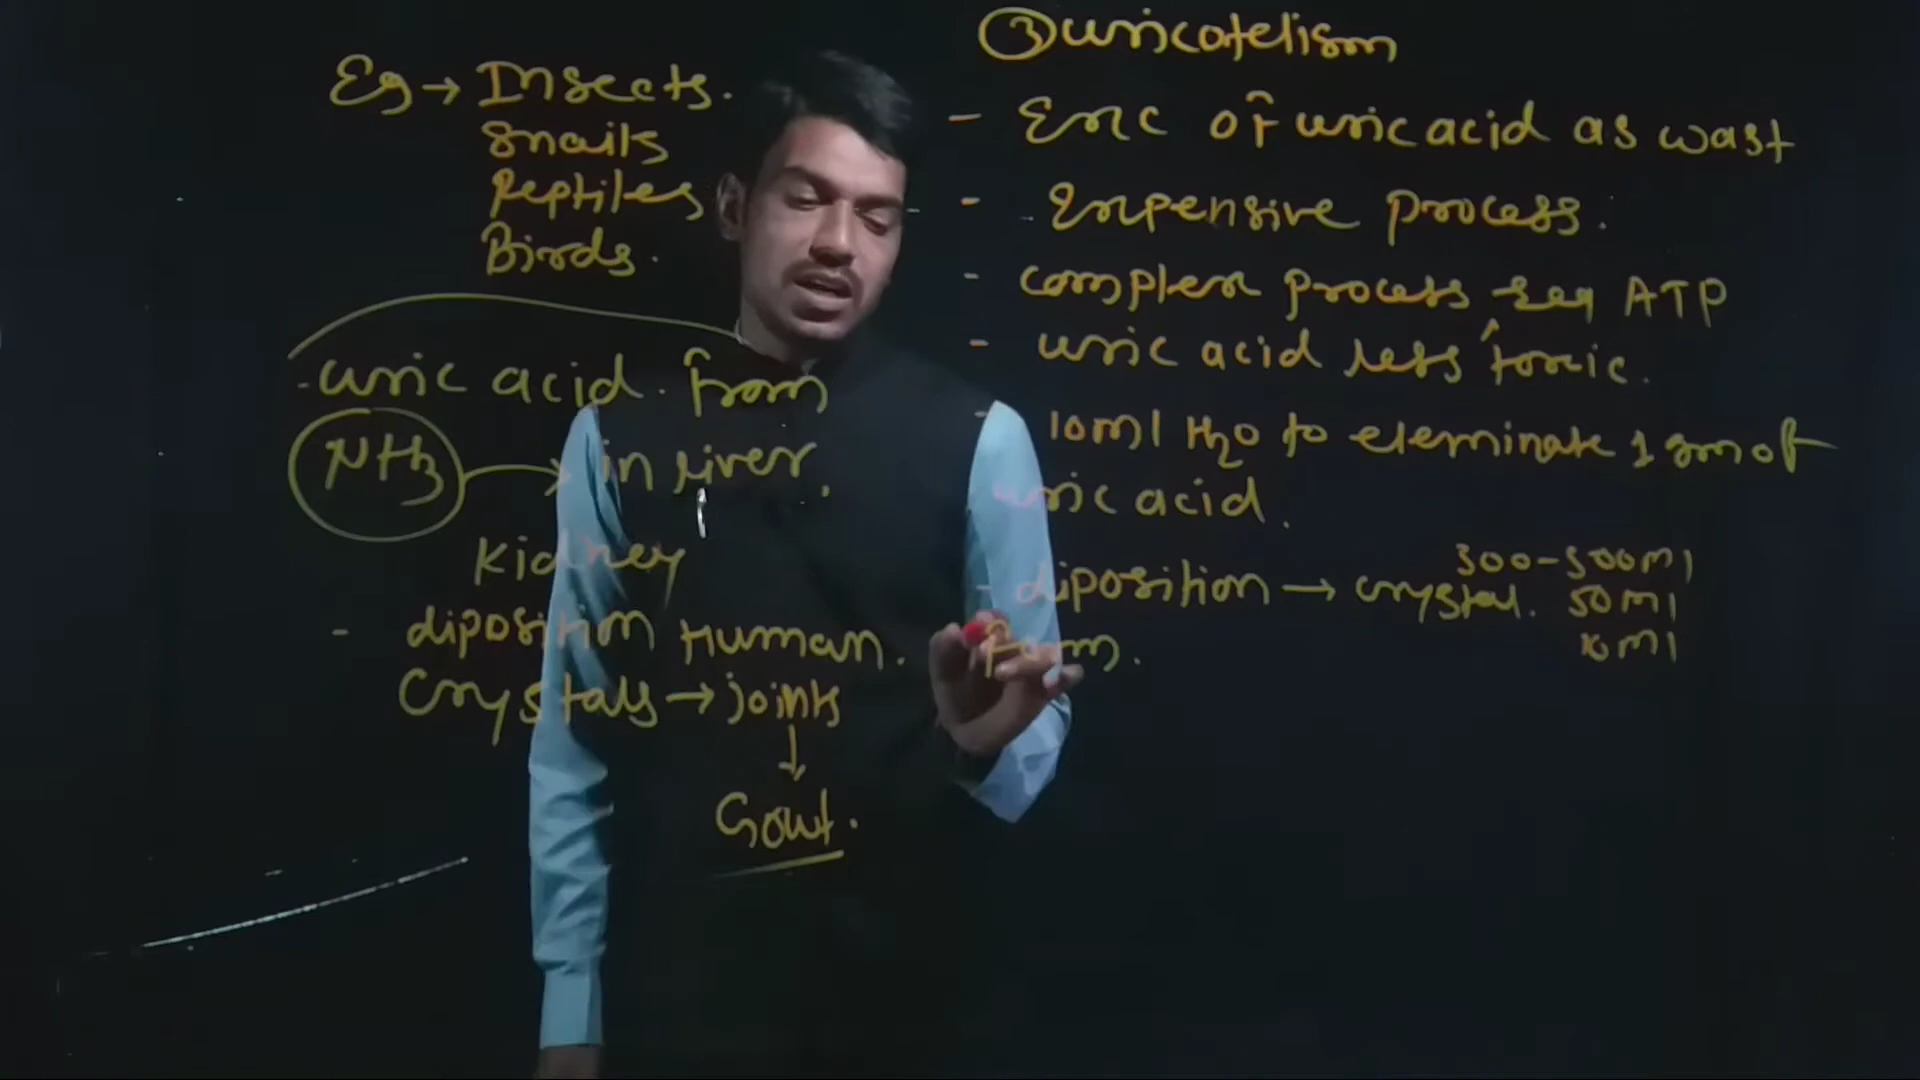 ③ uricotelism
- Exc of uric acid as wast
- Expensive process.
- complex process req ATP
- uric acid less toxic.
- 10ml H2O to eleminate 1 gm of
uric acid.
- diposition → crystal. 300-500ml
form. 50ml
10ml
Eg → Insects.
Snails
Reptiles
Birds.
- uric acid. from
NH3 → in liver.
Kidney
- diposition Human.
Crystals → joints
↓
Gout.